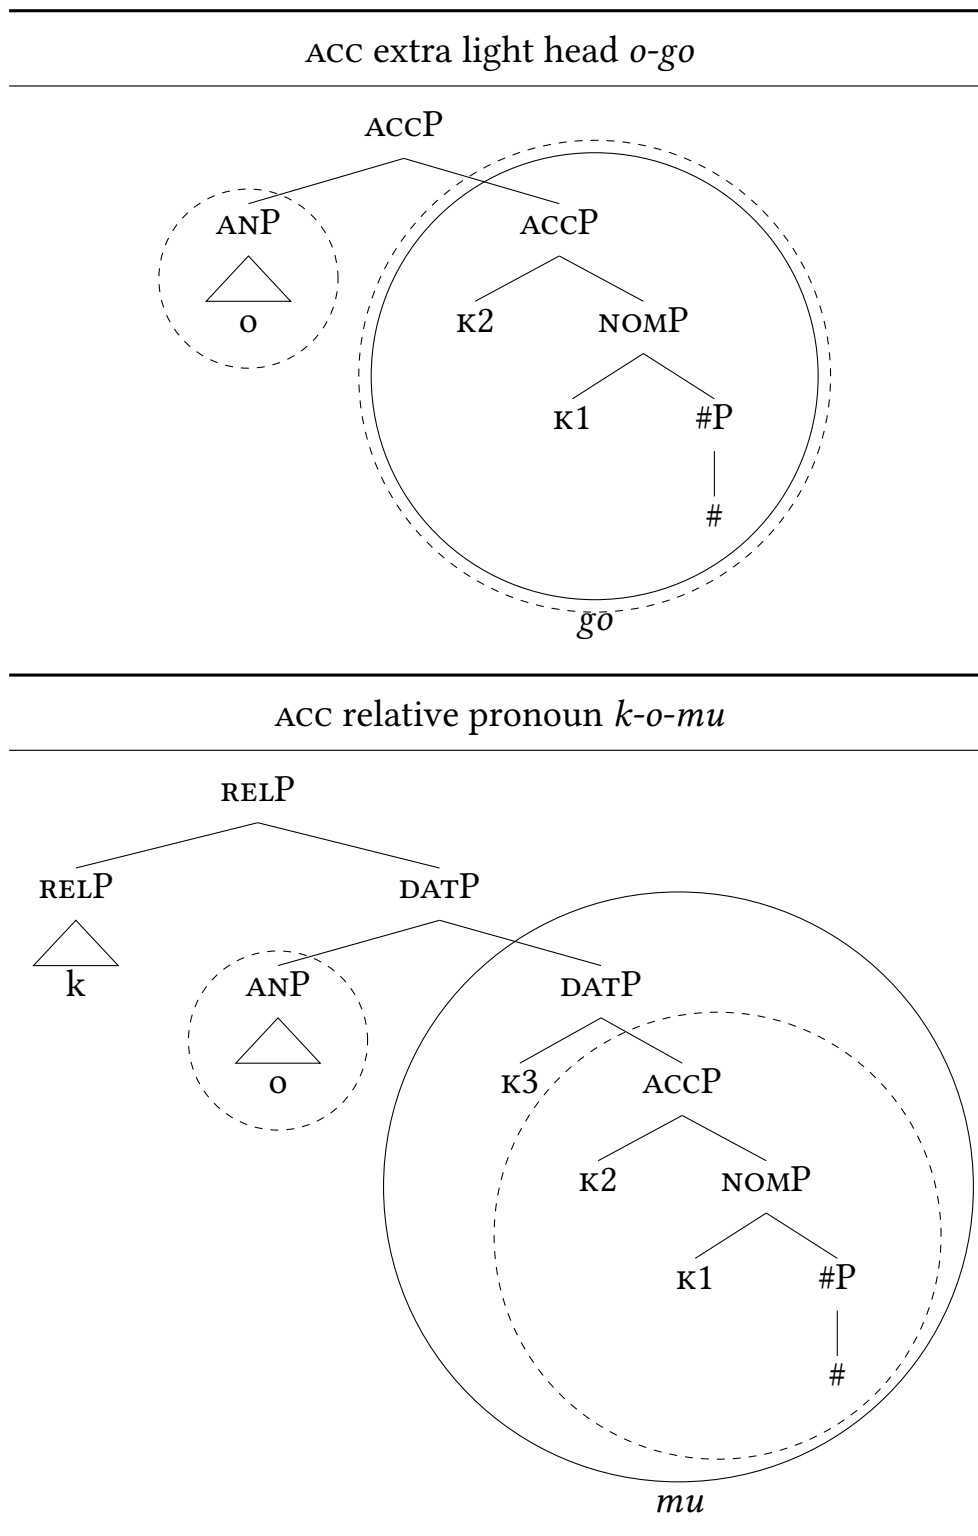 ACC extra light head o-go
ACCP
ANP ACCP
o K2 NOMP
K1 #P
#
go
ACC relative pronoun k-o-mu
RELP
RELP DATP
k ANP DATP
o K3 ACCP
K2 NOMP
K1 #P
#
mu